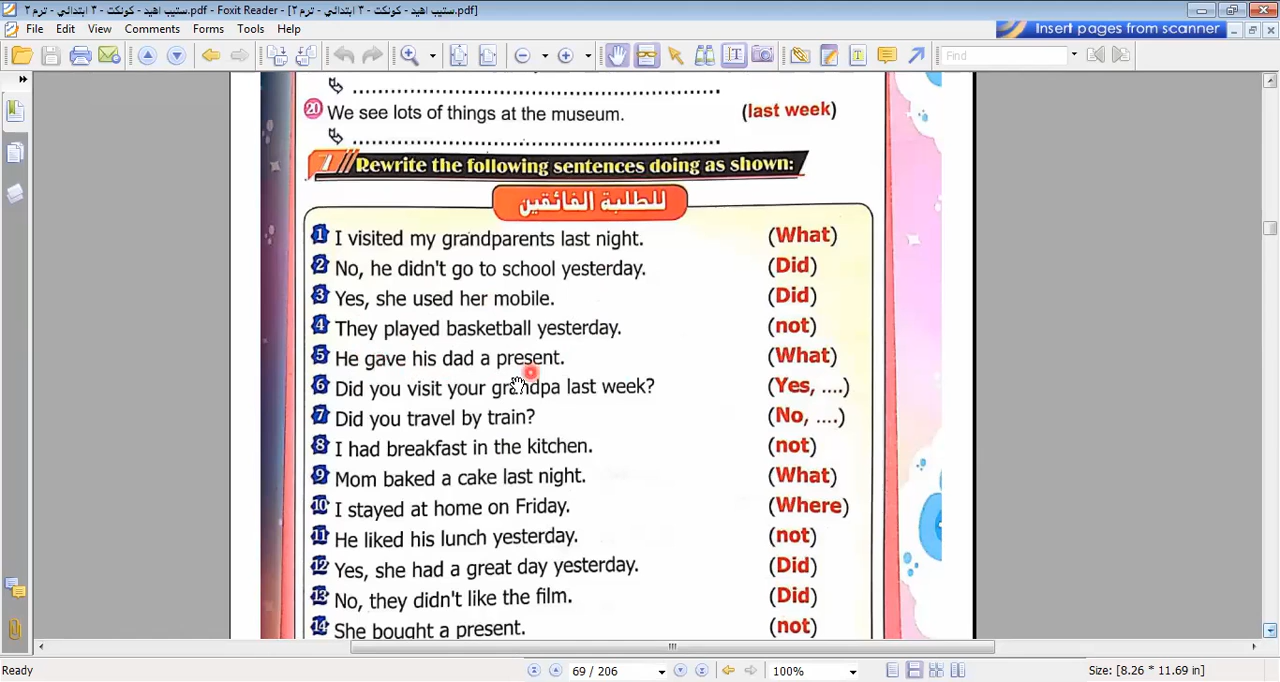 ستيب اهيد - كونكت - ٣ ابتدائي - ترم ٢.pdf - Foxit Reader - [ستيب اهيد - كونكت - ٣ ابتدائي - ترم ٢.pdf]
File Edit View Comments Forms Tools Help
Insert pages from scanner
Find
20 We see lots of things at the museum. (last week)
7 Rewrite the following sentences doing as shown:
للطلبة الفائقين
1 I visited my grandparents last night. (What)
2 No, he didn't go to school yesterday. (Did)
3 Yes, she used her mobile. (Did)
4 They played basketball yesterday. (not)
5 He gave his dad a present. (What)
6 Did you visit your grandpa last week? (Yes, ....)
7 Did you travel by train? (No, ....)
8 I had breakfast in the kitchen. (not)
9 Mom baked a cake last night. (What)
10 I stayed at home on Friday. (Where)
11 He liked his lunch yesterday. (not)
12 Yes, she had a great day yesterday. (Did)
13 No, they didn't like the film. (Did)
14 She bought a present. (not)
Ready 69 / 206 100% Size: [8.26 * 11.69 in]